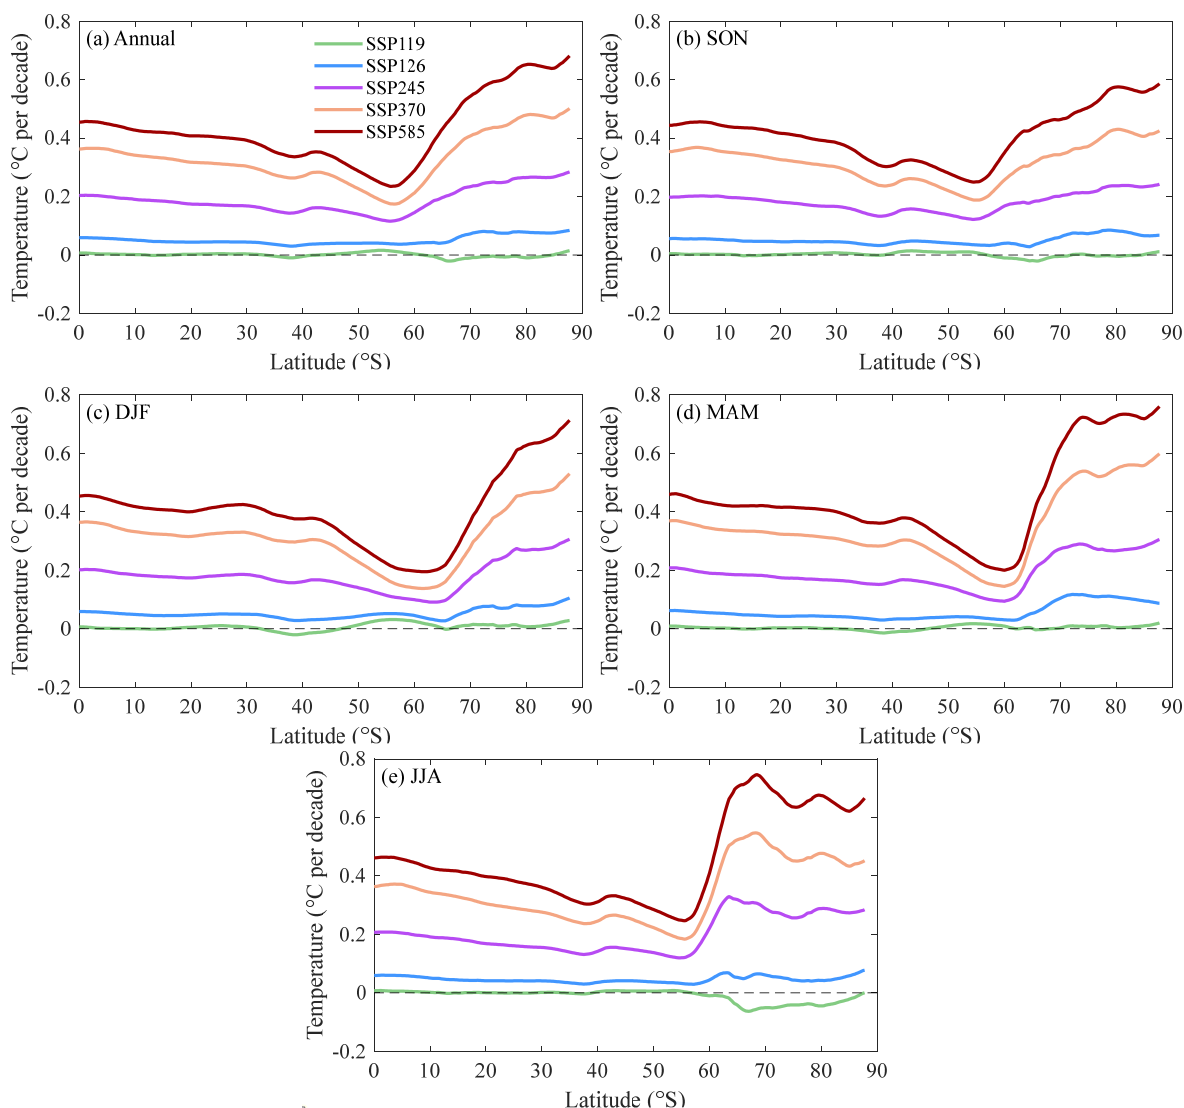 (a) Annual
SSP119
SSP126
SSP245
SSP370
SSP585
0.8
0.6
0.4
0.2
0
-0.2
0 10 20 30 40 50 60 70 80 90
Temperature (°C per decade)
Latitude (°S)
(b) SON
0.8
0.6
0.4
0.2
0
-0.2
0 10 20 30 40 50 60 70 80 90
Temperature (°C per decade)
Latitude (°S)
(c) DJF
0.8
0.6
0.4
0.2
0
-0.2
0 10 20 30 40 50 60 70 80 90
Temperature (°C per decade)
Latitude (°S)
(d) MAM
0.8
0.6
0.4
0.2
0
-0.2
0 10 20 30 40 50 60 70 80 90
Temperature (°C per decade)
Latitude (°S)
(e) JJA
0.8
0.6
0.4
0.2
0
-0.2
0 10 20 30 40 50 60 70 80 90
Temperature (°C per decade)
Latitude (°S)